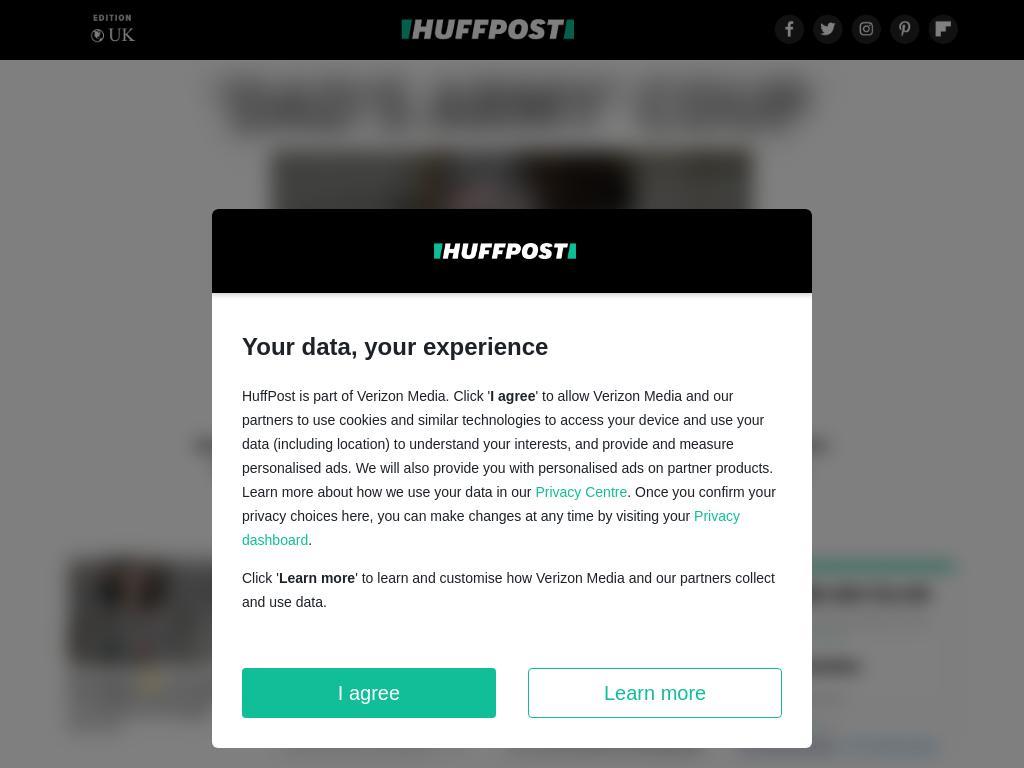 EDITION
UK
HUFFPOST
HUFFPOST
Your data, your experience
HuffPost is part of Verizon Media. Click 'I agree' to allow Verizon Media and our
partners to use cookies and similar technologies to access your device and use your
data (including location) to understand your interests, and provide and measure
personalised ads. We will also provide you with personalised ads on partner products.
Learn more about how we use your data in our Privacy Centre. Once you confirm your
privacy choices here, you can make changes at any time by visiting your Privacy
dashboard.
Click 'Learn more' to learn and customise how Verizon Media and our partners collect
and use data.
I agree
Learn more